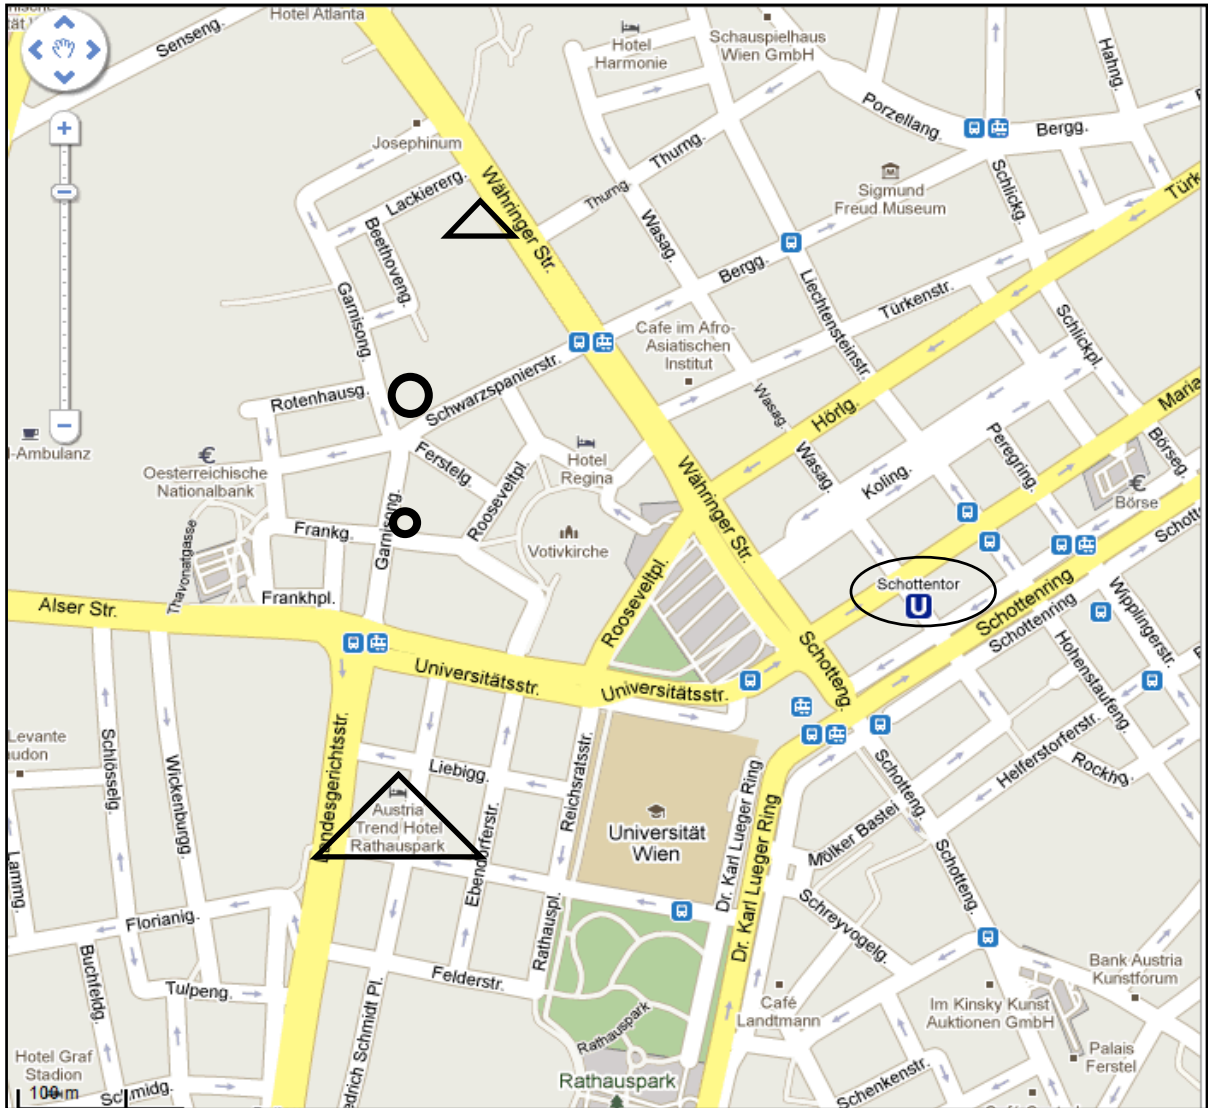 Hotel Atlanta
Senseng.
Hotel
Harmonie
Schauspielhaus
Wien GmbH
Hahng.
Porzellang.
Bergg.
Josephinum
Lackiererg.
Währinger Str.
Thurng.
Thurng.
Sigmund
Freud Museum
Schlickg.
Türk
Beethoveng.
Wasag.
Bergg.
Garnisong.
Liechtensteinstr.
Türkenstr.
Schlickpl.
Cafe im Afro-
Asiatischen
Institut
Rotenhausg.
Schwarzspanierstr.
Wasag.
Hörlg.
Maria
-Ambulanz
Oesterreichische
Nationalbank
Ferstelg.
Hotel
Regina
Rooseveltpl.
Währinger Str.
Wasag.
Koling.
Peregring.
Börseg.
Börse
Thavonatgasse
Frankg.
Garnisong.
Votivkirche
Schottentor
U
Schott
Alser Str.
Frankhpl.
Rooseveltpl.
Schottenring
Schottenring
Wipplingerstr.
Hohenstaufeng.
Universitätsstr.
Universitätsstr.
Schotteng.
Levante
udon
Schlösselg.
Wickenburgg.
Landesgerichtsstr.
Liebigg.
Reichsratsstr.
Helferstorferstr.
Rockhg.
Austria
Trend Hotel
Rathauspark
Ebendorferstr.
Universität
Wien
Dr. Karl Lueger Ring
Dr. Karl Lueger Ring
Schotteng.
Mölker Bastei
Lammg.
Florianig.
Rathauspl.
Schreyvogelg.
Schotteng.
Buchfeldg.
Tulpeng.
Felderstr.
Café
Landtmann
Im Kinsky Kunst
Auktionen GmbH
Bank Austria
Kunstforum
Rathauspark
Hotel Graf
Stadion
100 m
Schmidg.
edrich Schmidt Pl.
Rathauspark
Schenkenstr.
Palais
Ferstel